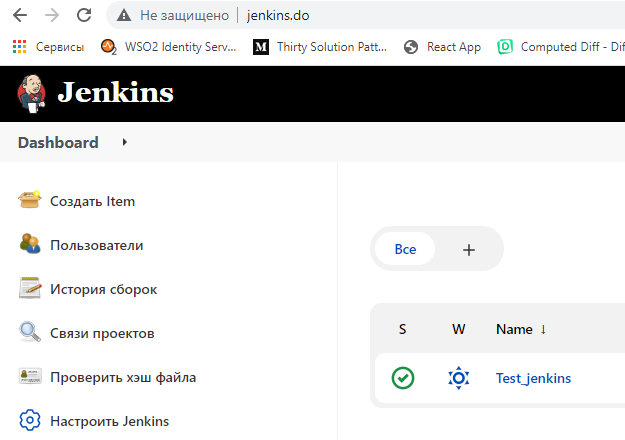 Не защищено | jenkins.do
Сервисы WSO2 Identity Serv... Thirty Solution Patt... React App Computed Diff - Dif
Jenkins
Dashboard
Создать Item
Пользователи
История сборок
Связи проектов
Проверить хэш файла
Настроить Jenkins
Все +
S W Name ↓
Test_jenkins